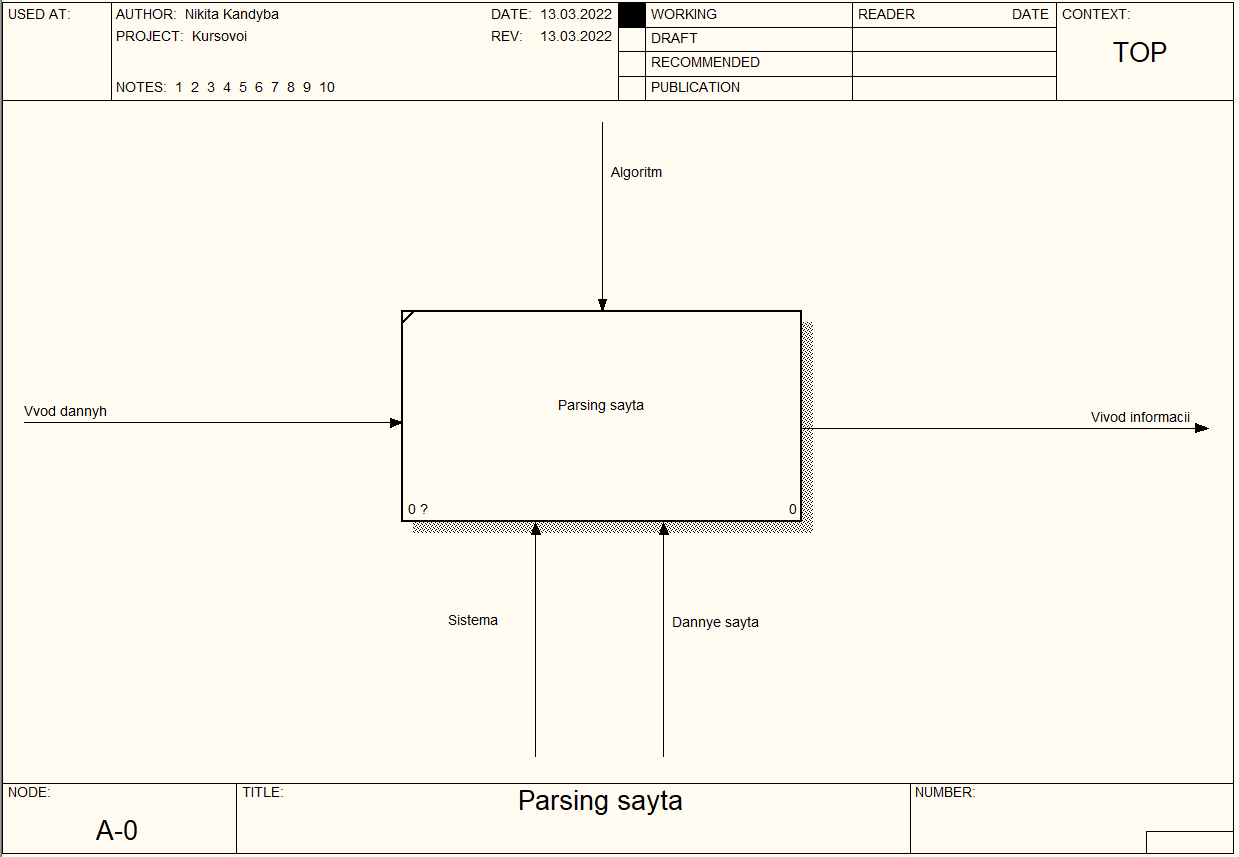 USED AT:
AUTHOR: Nikita Kandyba
DATE: 13.03.2022
PROJECT: Kursovoi
REV: 13.03.2022
NOTES: 1 2 3 4 5 6 7 8 9 10
WORKING
DRAFT
RECOMMENDED
PUBLICATION
READER DATE
CONTEXT:
TOP
Algoritm
Vvod dannyh
Parsing sayta
Vivod informacii
0 ? 0
Sistema
Dannye sayta
NODE:
A-0
TITLE:
Parsing sayta
NUMBER: